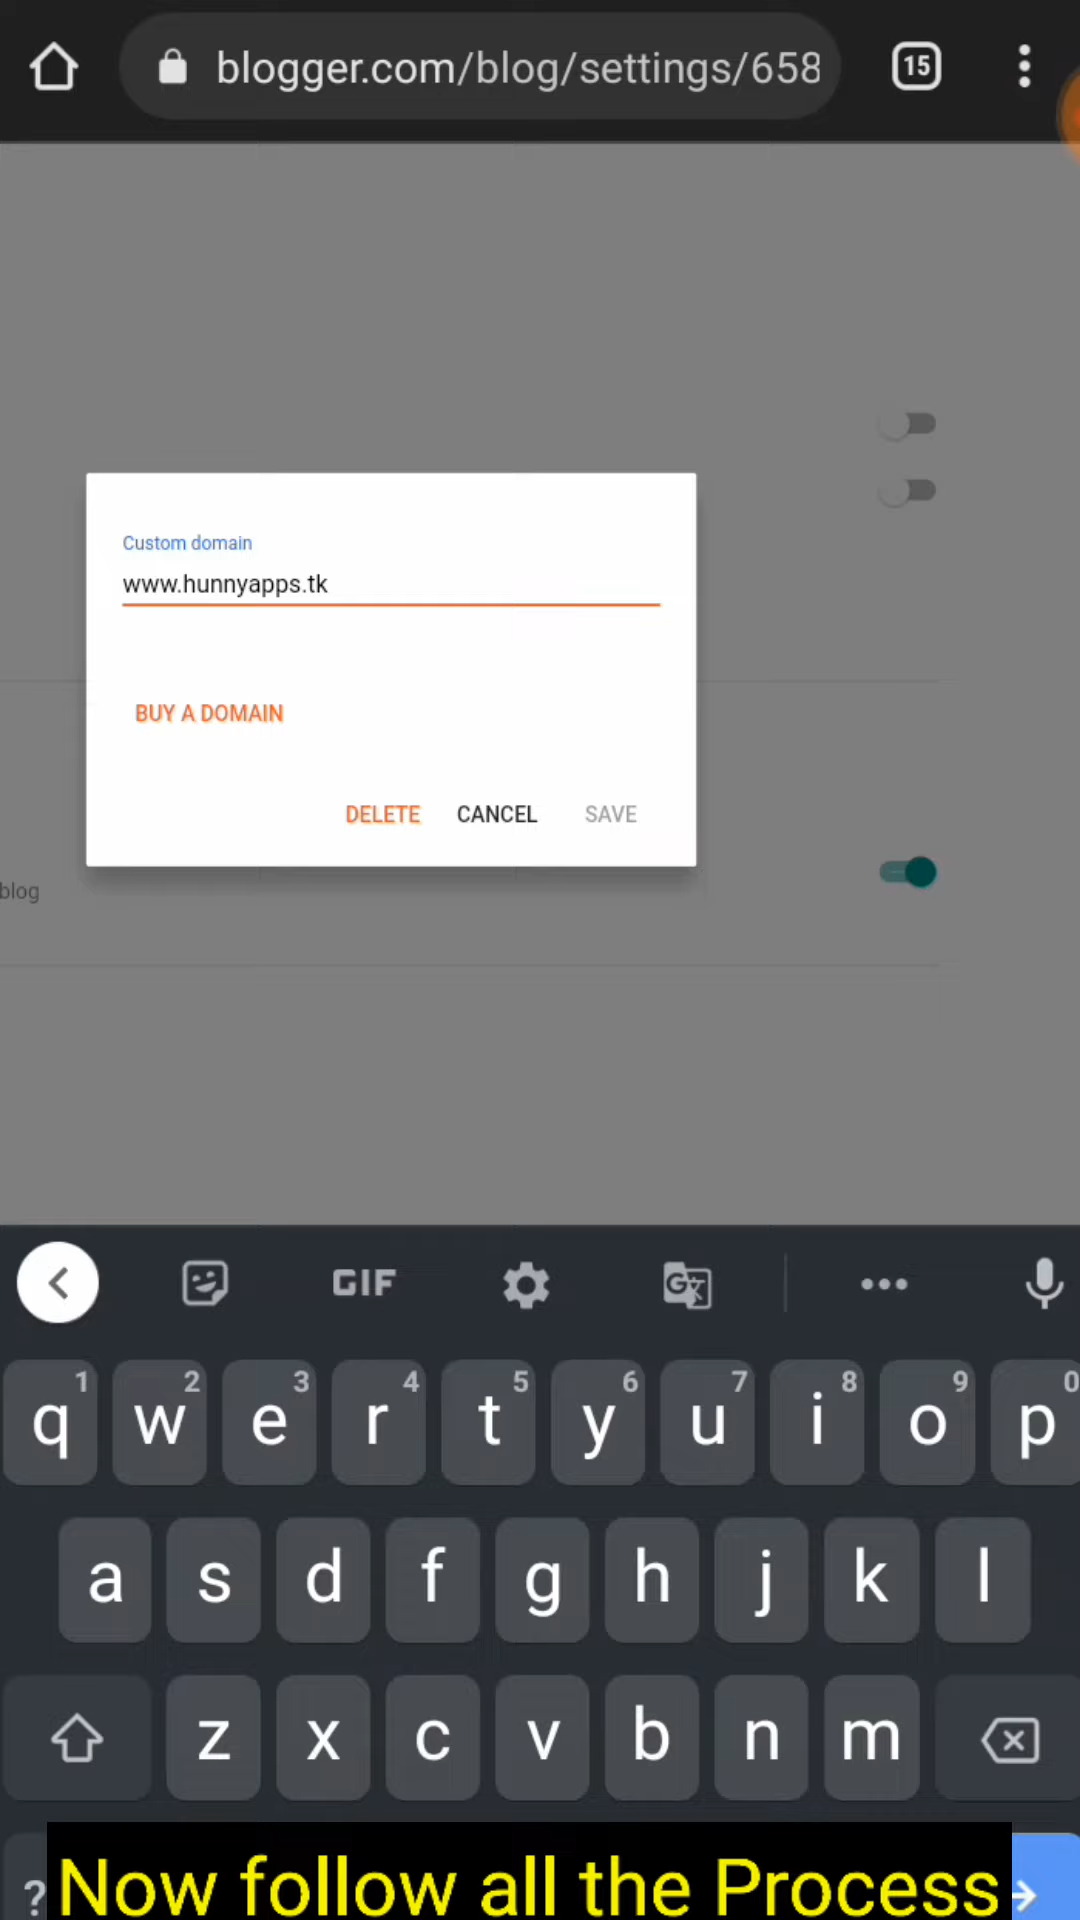 blogger.com/blog/settings/658
15
Custom domain
www.hunnyapps.tk
BUY A DOMAIN
DELETE CANCEL SAVE
blog
GIF
G
1 2 3 4 5 6 7 8 9 0
q w e r t y u i o p
a s d f g h j k l
z x c v b n m
?
Now follow all the Process